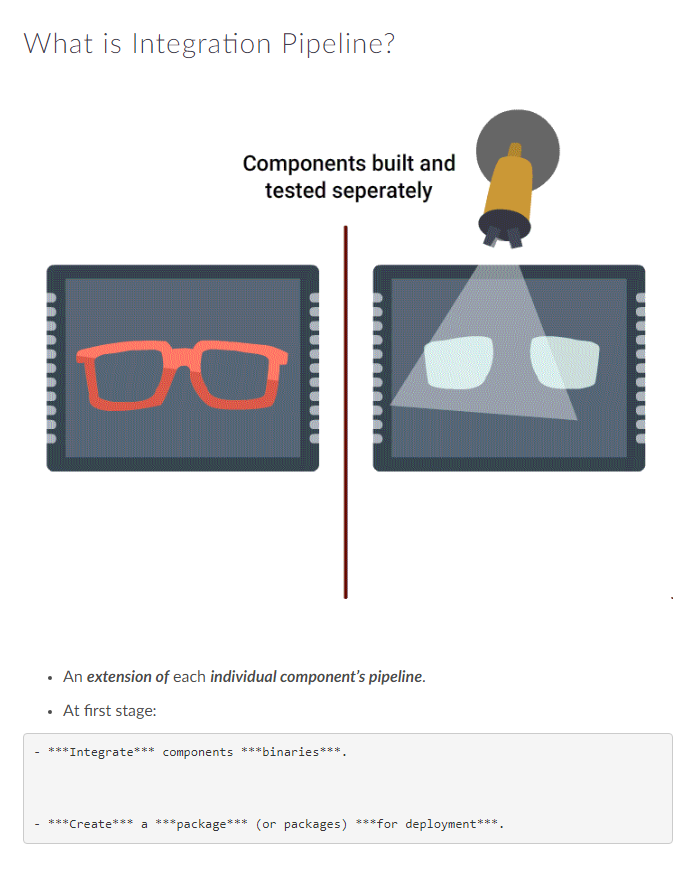 What is Integration Pipeline?
Components built and
tested seperately
• An extension of each individual component's pipeline.
• At first stage:
- ***Integrate*** components ***binaries***.
- ***Create*** a ***package*** (or packages) ***for deployment***.